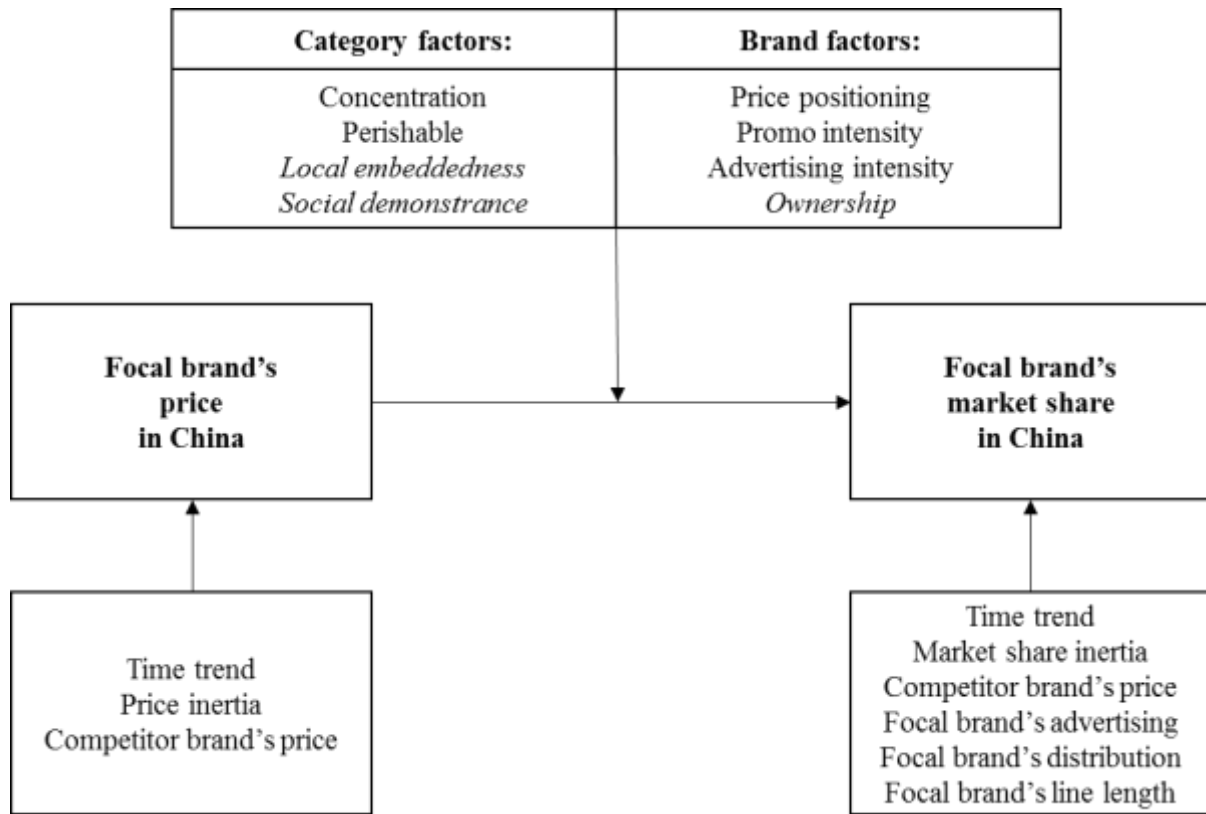 Category factors:
Brand factors:
Concentration
Perishable
Local embeddedness
Social demonstrance
Price positioning
Promo intensity
Advertising intensity
Ownership
Focal brand’s
price
in China
Focal brand’s
market share
in China
Time trend
Price inertia
Competitor brand’s price
Time trend
Market share inertia
Competitor brand’s price
Focal brand’s advertising
Focal brand’s distribution
Focal brand’s line length